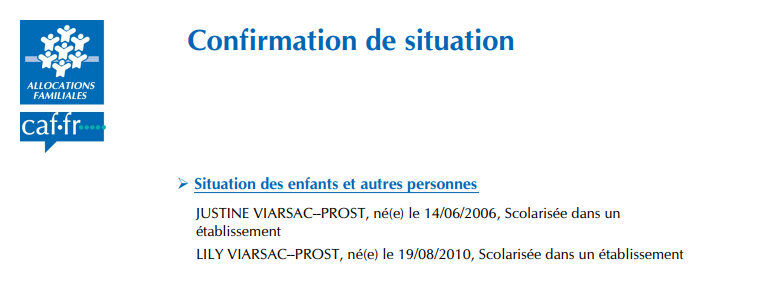 Confirmation de situation
ALLOCATIONS
FAMILIALES
caf.fr
➢ Situation des enfants et autres personnes
JUSTINE VIARSAC--PROST, né(e) le 14/06/2006, Scolarisée dans un
établissement
LILY VIARSAC--PROST, né(e) le 19/08/2010, Scolarisée dans un établissement